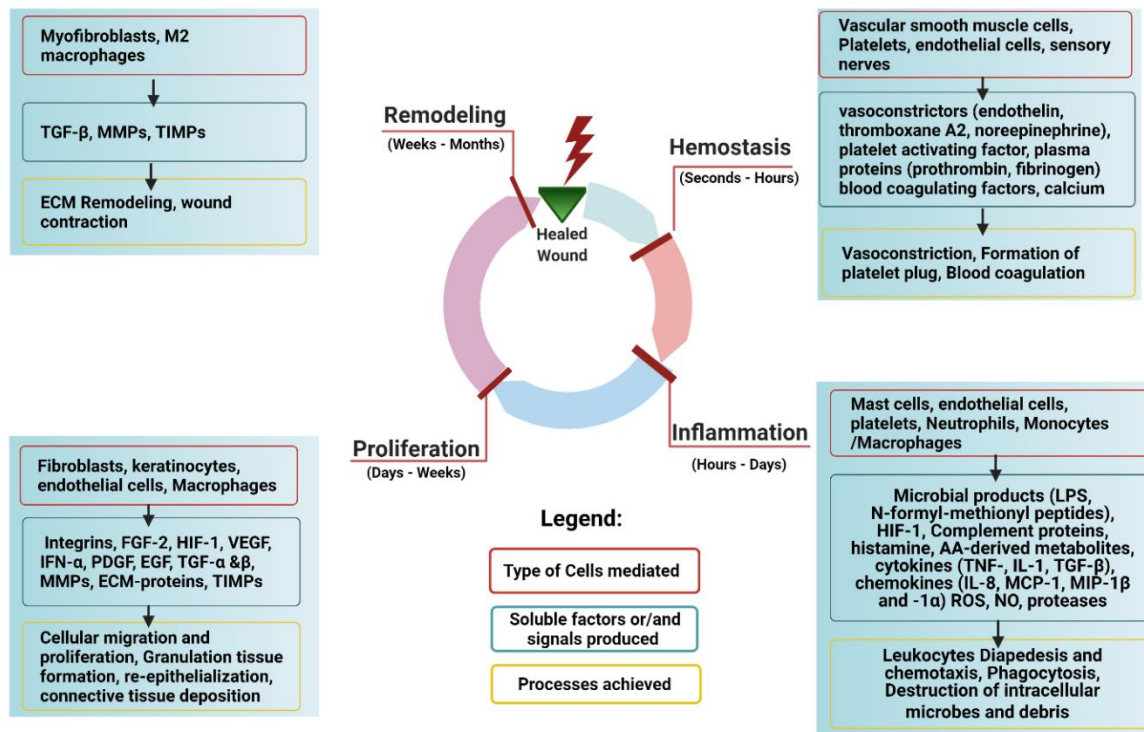 Myofibroblasts, M2
macrophages
TGF-β, MMPs, TIMPs
ECM Remodeling, wound
contraction
Remodeling
(Weeks - Months)
Healed
Wound
Hemostasis
(Seconds - Hours)
Vascular smooth muscle cells,
Platelets, endothelial cells, sensory
nerves
vasoconstrictors (endothelin,
thromboxane A2, noreepinephrine),
platelet activating factor, plasma
proteins (prothrombin, fibrinogen)
blood coagulating factors, calcium
Vasoconstriction, Formation of
platelet plug, Blood coagulation
Proliferation
(Days - Weeks)
Inflammation
(Hours - Days)
Fibroblasts, keratinocytes,
endothelial cells, Macrophages
Integrins, FGF-2, HIF-1, VEGF,
IFN-α, PDGF, EGF, TGF-α &β,
MMPs, ECM-proteins, TIMPs
Cellular migration and
proliferation, Granulation tissue
formation, re-epithelialization,
connective tissue deposition
Legend:
Type of Cells mediated
Soluble factors or/and
signals produced
Processes achieved
Mast cells, endothelial cells,
platelets, Neutrophils, Monocytes
/Macrophages
Microbial products (LPS,
N-formyl-methionyl peptides),
HIF-1, Complement proteins,
histamine, AA-derived metabolites,
cytokines (TNF-, IL-1, TGF-β),
chemokines (IL-8, MCP-1, MIP-1β
and -1α) ROS, NO, proteases
Leukocytes Diapedesis and
chemotaxis, Phagocytosis,
Destruction of intracellular
microbes and debris